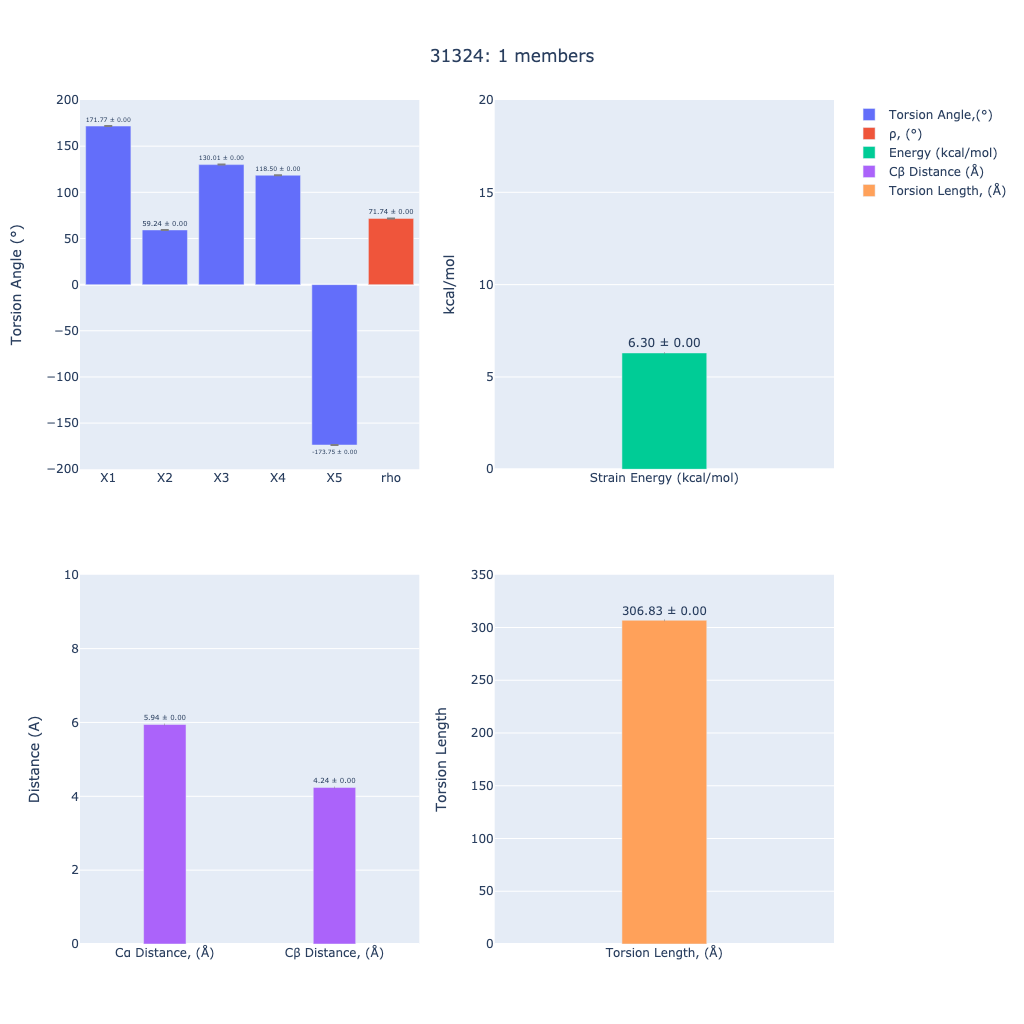 31324: 1 members
Torsion Angle (°)
200
150
100
50
0
−50
−100
−150
−200
171.77 ± 0.00
59.24 ± 0.00
130.01 ± 0.00
118.50 ± 0.00
-173.75 ± 0.00
71.74 ± 0.00
X1 X2 X3 X4 X5 rho
kcal/mol
20
15
10
5
0
6.30 ± 0.00
Strain Energy (kcal/mol)
Torsion Angle,(°)
ρ, (°)
Energy (kcal/mol)
Cβ Distance (Å)
Torsion Length, (Å)
Distance (A)
10
8
6
4
2
0
5.94 ± 0.00
4.24 ± 0.00
Cα Distance, (Å) Cβ Distance, (Å)
Torsion Length
350
300
250
200
150
100
50
0
306.83 ± 0.00
Torsion Length, (Å)